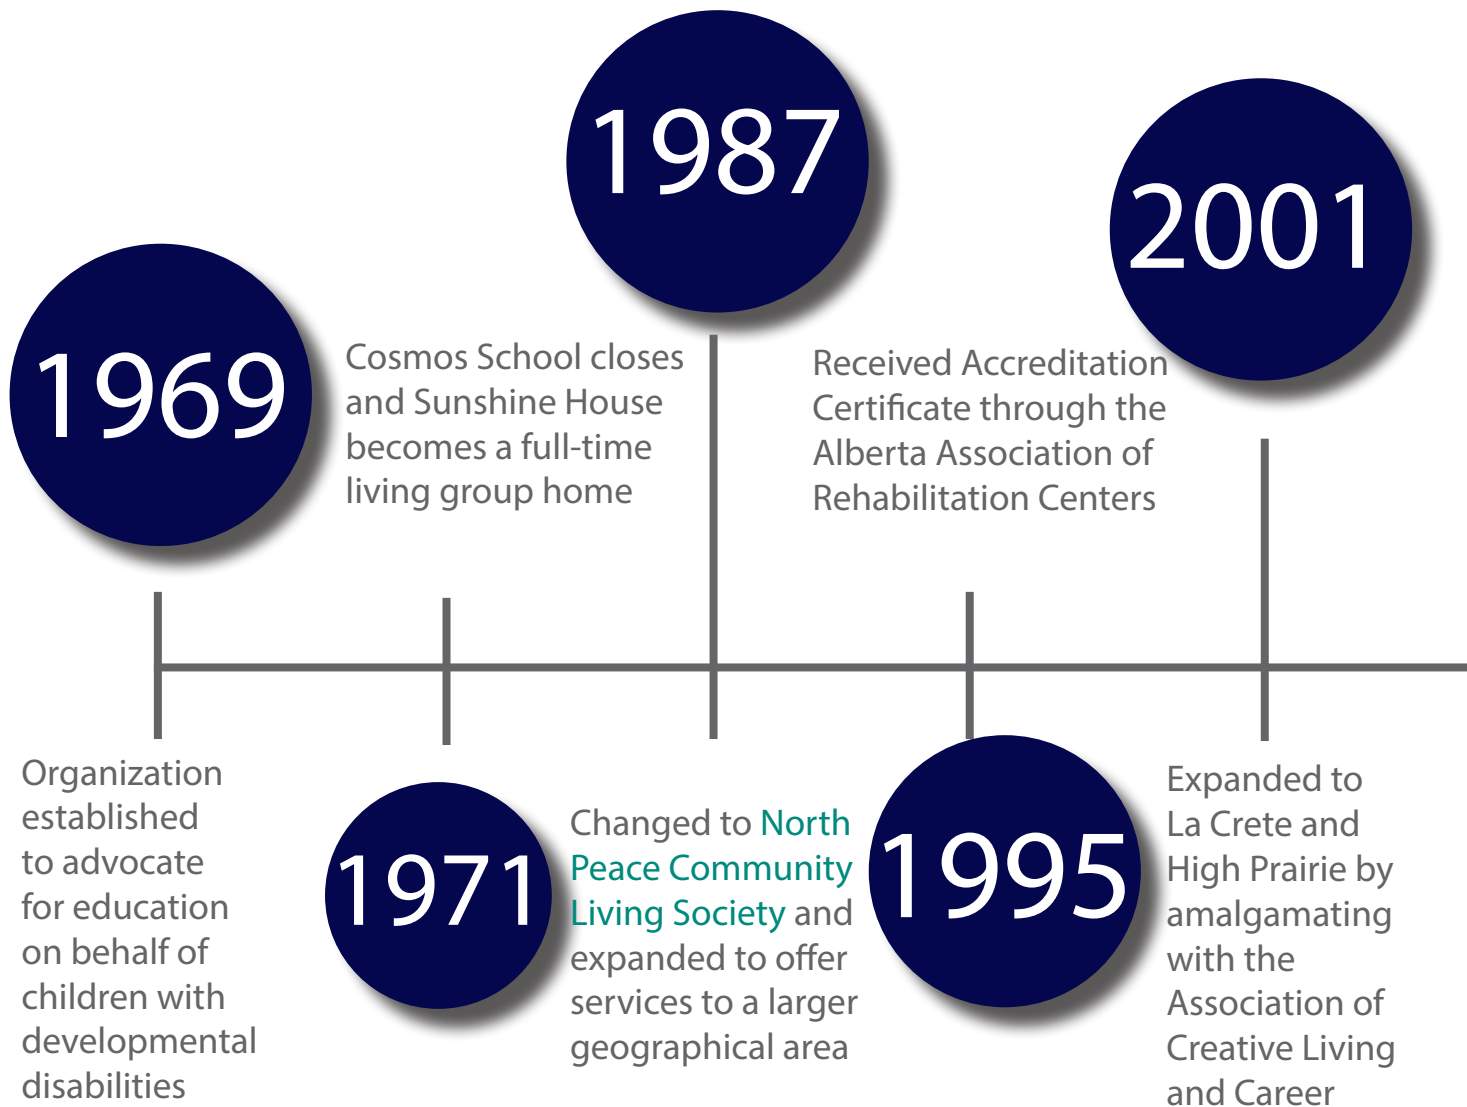 1969
Organization
established
to advocate
for education
on behalf of
children with
developmental
disabilities
Cosmos School closes
and Sunshine House
becomes a full-time
living group home
1971
1987
Changed to North
Peace Community
Living Society and
expanded to offer
services to a larger
geographical area
Received Accreditation
Certificate through the
Alberta Association of
Rehabilitation Centers
1995
2001
Expanded to
La Crete and
High Prairie by
amalgamating
with the
Association of
Creative Living
and Career